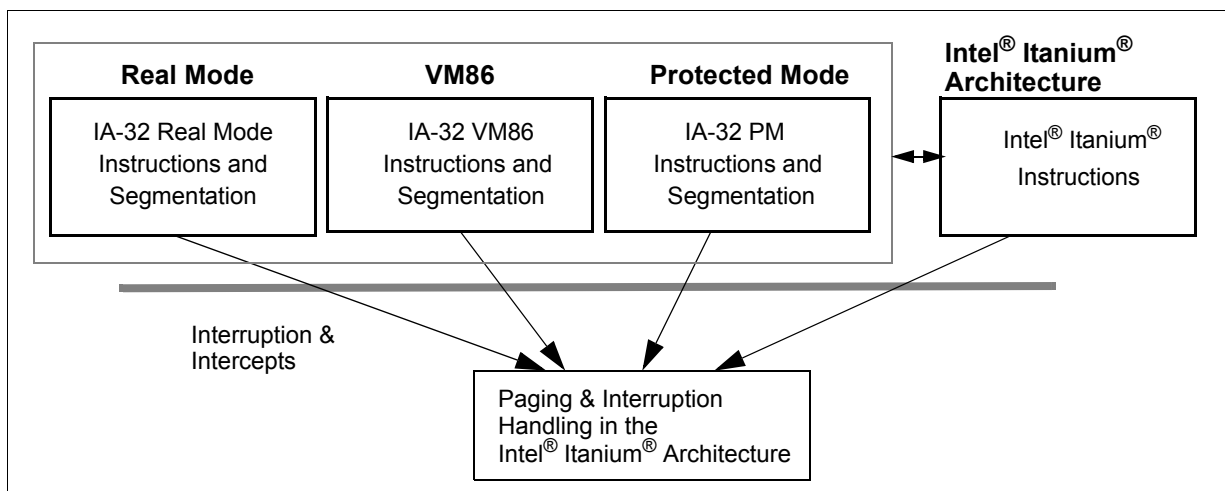 Real Mode
VM86
Protected Mode
Intel® Itanium®
Architecture
IA-32 Real Mode
Instructions and
Segmentation
IA-32 VM86
Instructions and
Segmentation
IA-32 PM
Instructions and
Segmentation
Intel® Itanium®
Instructions
Interruption &
Intercepts
Paging & Interruption
Handling in the
Intel® Itanium® Architecture